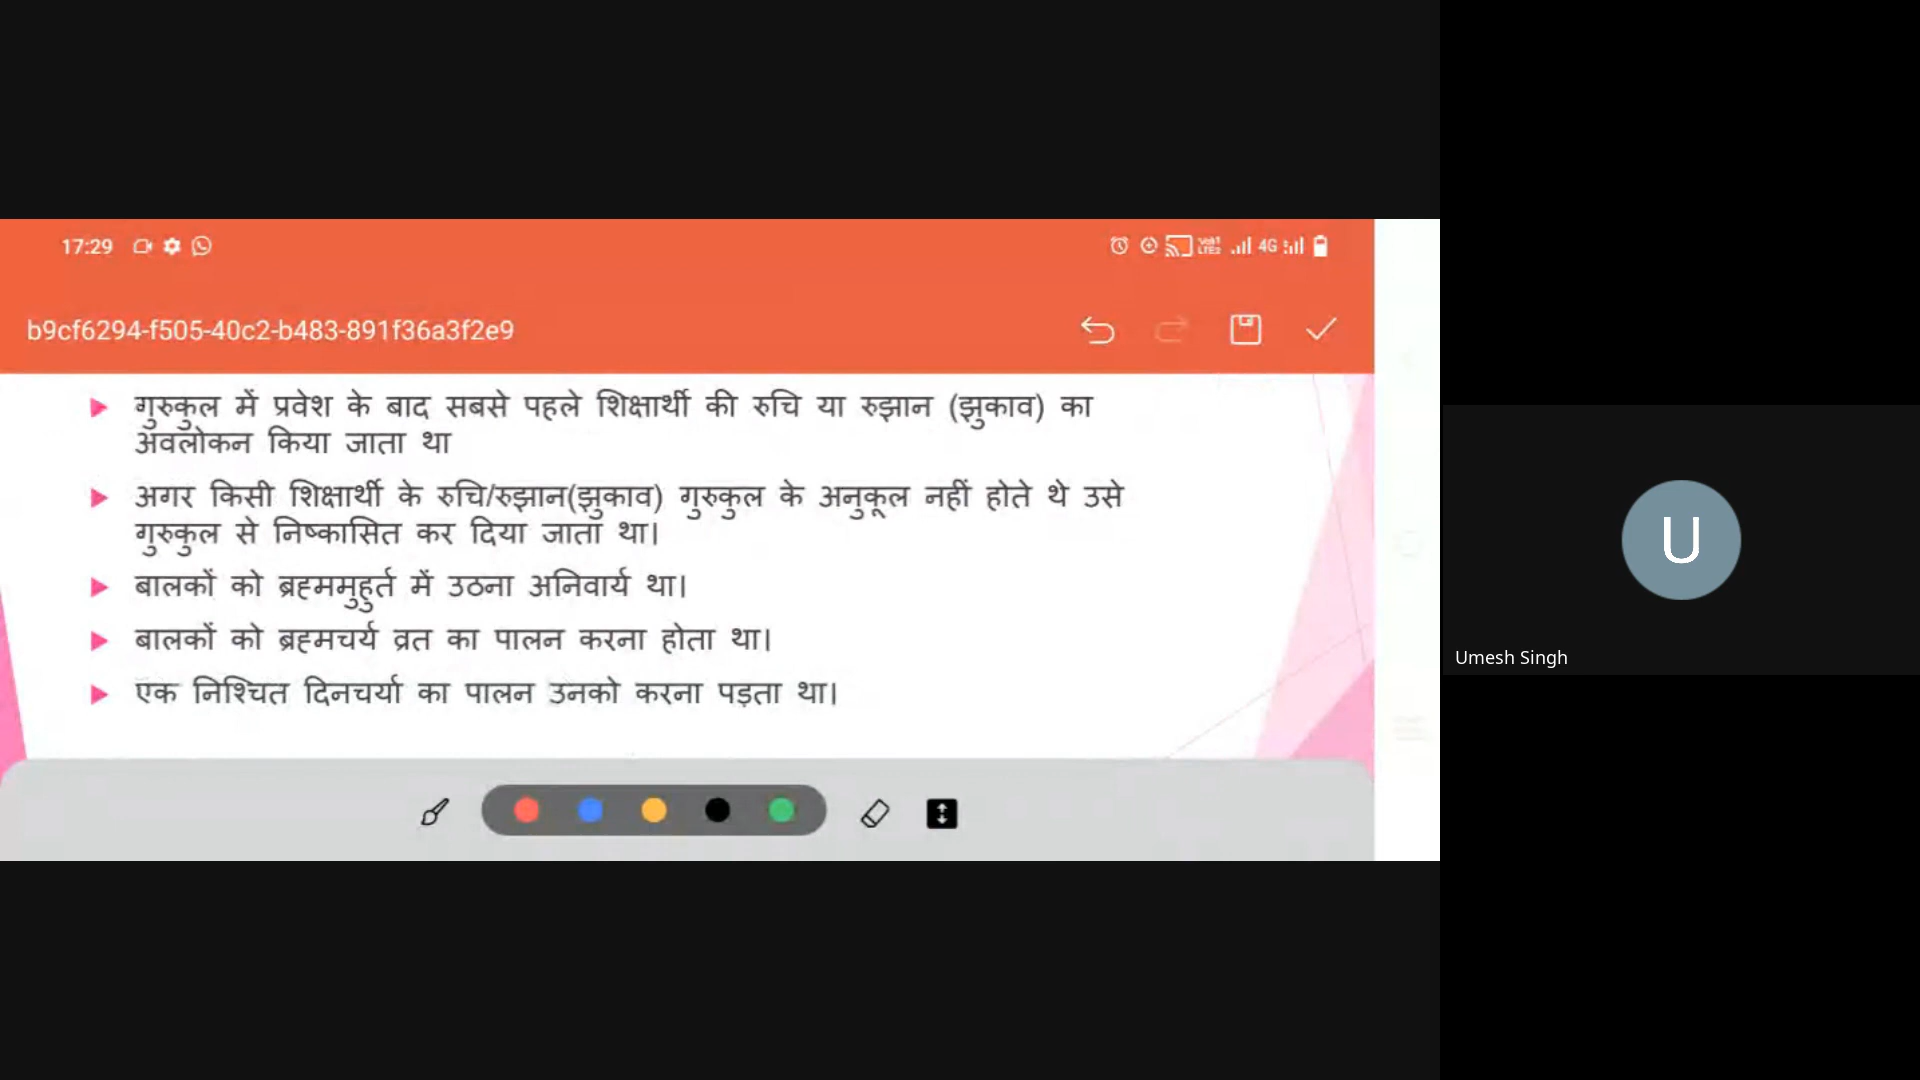 17:29
4G
b9cf6294-f505-40c2-b483-891f36a3f2e9
गुरुकुल में प्रवेश के बाद सबसे पहले शिक्षार्थी की रुचि या रुझान (झुकाव) का
अवलोकन किया जाता था
अगर किसी शिक्षार्थी के रुचि/रुझान(झुकाव) गुरुकुल के अनुकूल नहीं होते थे उसे
गुरुकुल से निष्कासित कर दिया जाता था।
बालकों को ब्रह्ममुहुर्त में उठना अनिवार्य था।
बालकों को ब्रह्मचर्य व्रत का पालन करना होता था।
एक निश्चित दिनचर्या का पालन उनको करना पड़ता था।
U
Umesh Singh